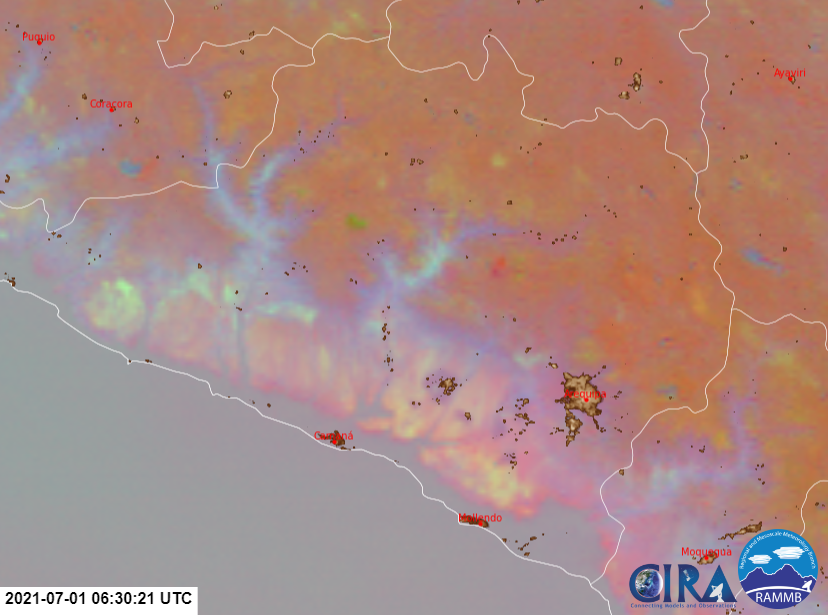 Puquio
Ayaviri
Coracora
Arequipa
Camaná
Mollendo
Moquegua
2021-07-01 06:30:21 UTC
CIRA
Connecting Models and Observations
Regional and Mesoscale Meteorology Branch
RAMMB